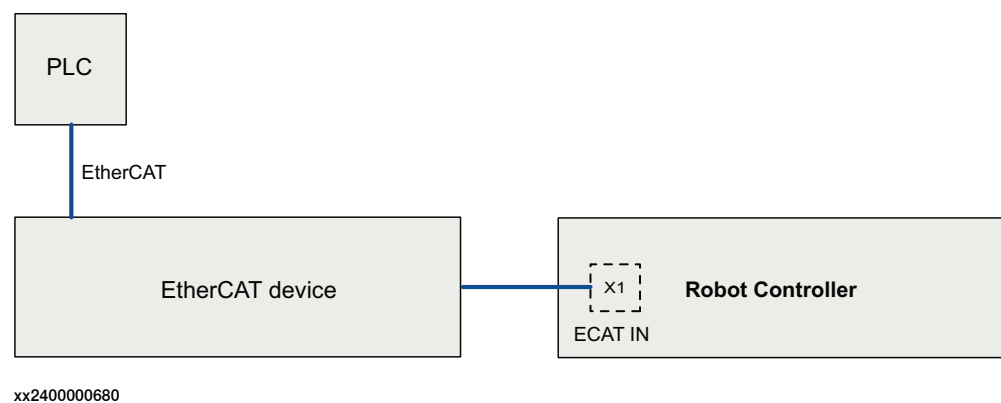 PLC
EtherCAT
EtherCAT device
X1
Robot Controller
ECAT IN
xx2400000680